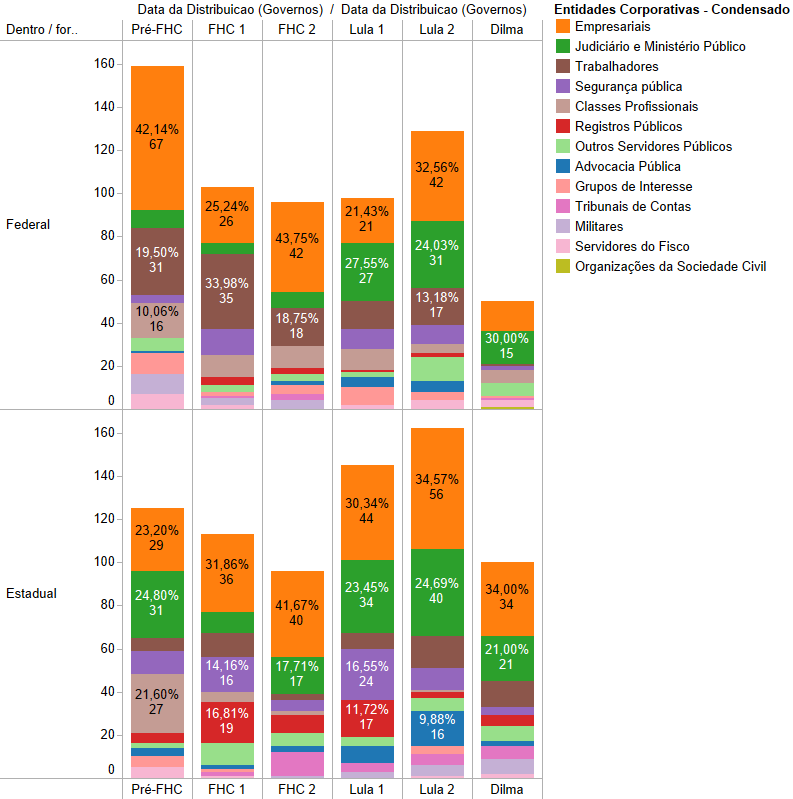 Data da Distribuicao (Governos) / Data da Distribuicao (Governos)
Dentro / for..
Pré-FHC
FHC 1
FHC 2
Lula 1
Lula 2
Dilma
Entidades Corporativas - Condensado
Empresariais
Judiciário e Ministério Público
Trabalhadores
Segurança pública
Classes Profissionais
Registros Públicos
Outros Servidores Públicos
Advocacia Pública
Grupos de Interesse
Tribunais de Contas
Militares
Servidores do Fisco
Organizações da Sociedade Civil
Federal
160
140
120
100
80
60
40
20
0
42,14%
67
19,50%
31
10,06%
16
25,24%
26
33,98%
35
43,75%
42
18,75%
18
21,43%
21
27,55%
27
32,56%
42
24,03%
31
13,18%
17
30,00%
15
Estadual
160
140
120
100
80
60
40
20
0
23,20%
29
24,80%
31
21,60%
27
31,86%
36
14,16%
16
16,81%
19
41,67%
40
17,71%
17
30,34%
44
23,45%
34
16,55%
24
11,72%
17
34,57%
56
24,69%
40
9,88%
16
34,00%
34
21,00%
21
Pré-FHC
FHC 1
FHC 2
Lula 1
Lula 2
Dilma